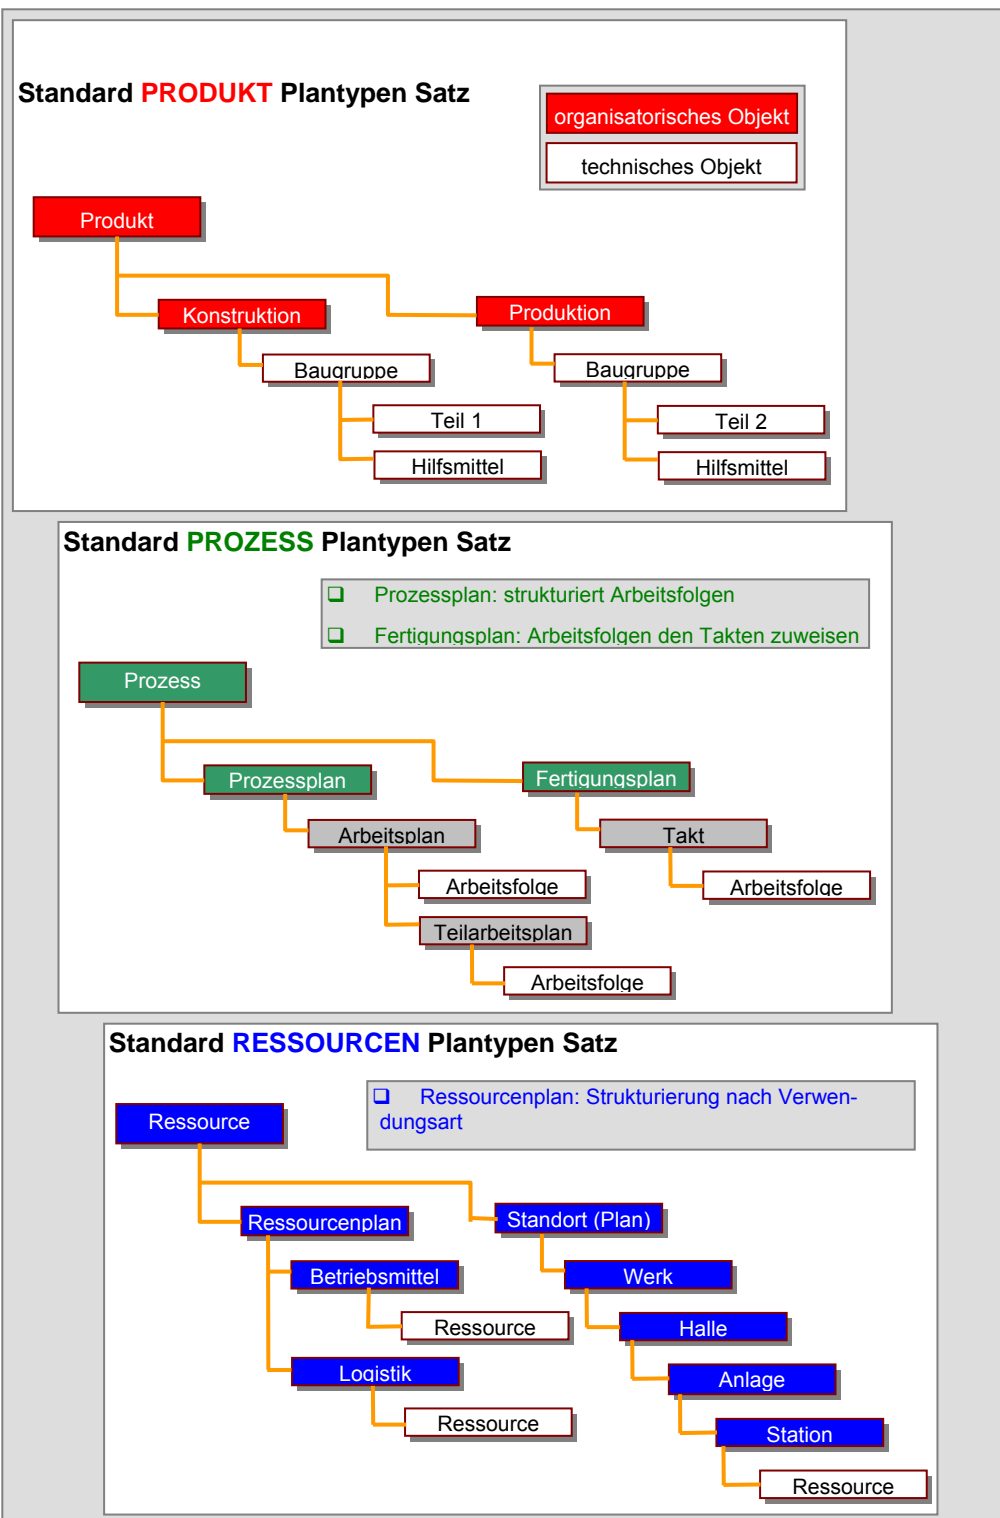 Standard PRODUKT Plantypen Satz
organisatorisches Objekt
technisches Objekt
Produkt
Konstruktion
Produktion
Baugruppe
Baugruppe
Teil 1
Teil 2
Hilfsmittel
Hilfsmittel
Standard PROZESS Plantypen Satz
❑ Prozessplan: strukturiert Arbeitsfolgen
❑ Fertigungsplan: Arbeitsfolgen den Takten zuweisen
Prozess
Prozessplan
Fertigungsplan
Arbeitsplan
Takt
Arbeitsfolge
Arbeitsfolge
Teilarbeitsplan
Arbeitsfolge
Standard RESSOURCEN Plantypen Satz
❑ Ressourcenplan: Strukturierung nach Verwen-
dungsart
Ressource
Ressourcenplan
Standort (Plan)
Betriebsmittel
Werk
Ressource
Halle
Logistik
Anlage
Ressource
Station
Ressource